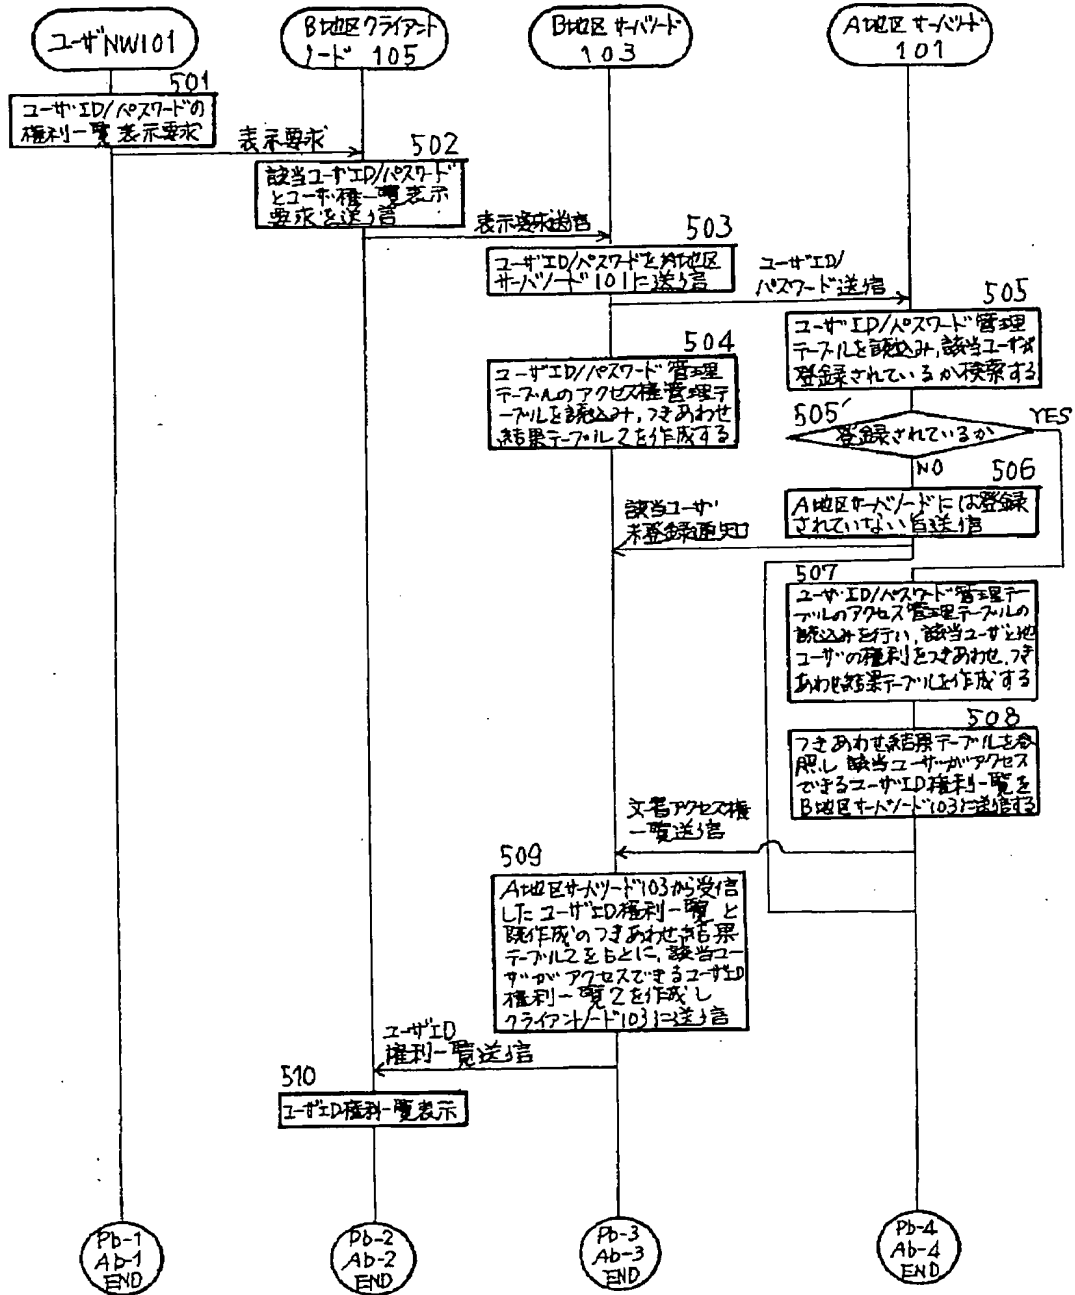 ユーザNW101
B地区クライアント
ノード 105
B地区 サーバノード
103
A地区 サーバノード
101
501
ユーザID/パスワードの
権利一覧表示要求
表示要求
502
該当ユーザID/パスワード
とユーザ権一覧表示
要求を送信
表示要求送信
503
ユーザID/パスワードをA地区
サーバノード101に送信
ユーザID/
パスワード送信
504
ユーザID/パスワード管理
テーブルのアクセス権管理テ
ーブルを読込み,つきあわせ
結果テーブル2を作成する
505
ユーザID/パスワード管理
テーブルを読込み,該当ユーザが
登録されているか検索する
505'
登録されているか
YES
NO
506
A地区サーバノードには登録
されていない旨送信
該当ユーザ
未登録通知
507
ユーザID/パスワード管理テー
ブルのアクセス管理テーブルの
読込みを行い,該当ユーザと他
ユーザの権利をつきあわせ,つき
あわせ結果テーブルを作成する
508
つきあわせ結果テーブルを参
照し 該当ユーザがアクセス
できるユーザID権利一覧を
B地区サーバノード103に送信する
文書アクセス権
一覧送信
509
A地区サーバノード103から受信
したユーザID権利一覧と
既作成のつきあわせ結果
テーブル2をもとに,該当ユー
ザがアクセスできるユーザID
権利一覧2を作成し
クライアントノード103に送信
ユーザID
権利一覧送信
510
ユーザID権利一覧表示
Pb-1
Ab-1
END
Pb-2
Ab-2
END
Pb-3
Ab-3
END
Pb-4
Ab-4
END